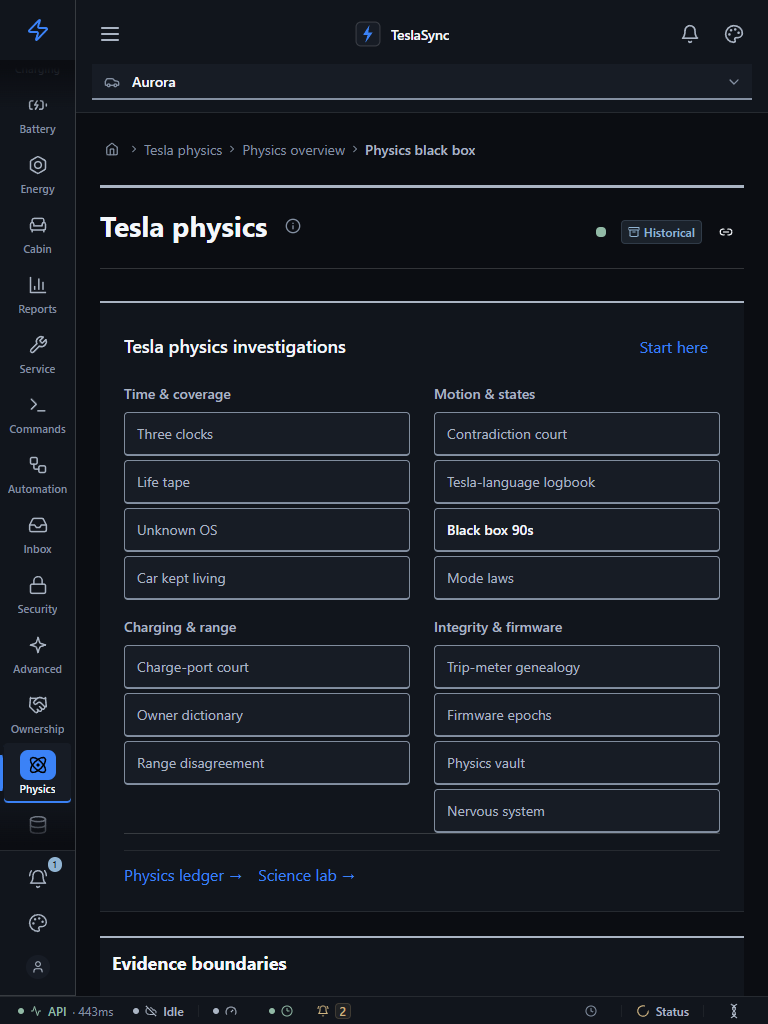 TeslaSync
Aurora
Charging
Battery
Energy
Cabin
Reports
Service
Commands
Automation
Inbox
Security
Advanced
Ownership
Physics
1
Tesla physics > Physics overview > Physics black box
Tesla physics
Historical
Tesla physics investigations
Start here
Time & coverage
Three clocks
Life tape
Unknown OS
Car kept living
Motion & states
Contradiction court
Tesla-language logbook
Black box 90s
Mode laws
Charging & range
Charge-port court
Owner dictionary
Range disagreement
Integrity & firmware
Trip-meter genealogy
Firmware epochs
Physics vault
Nervous system
Physics ledger → Science lab →
Evidence boundaries
API · 443ms Idle 2 Status